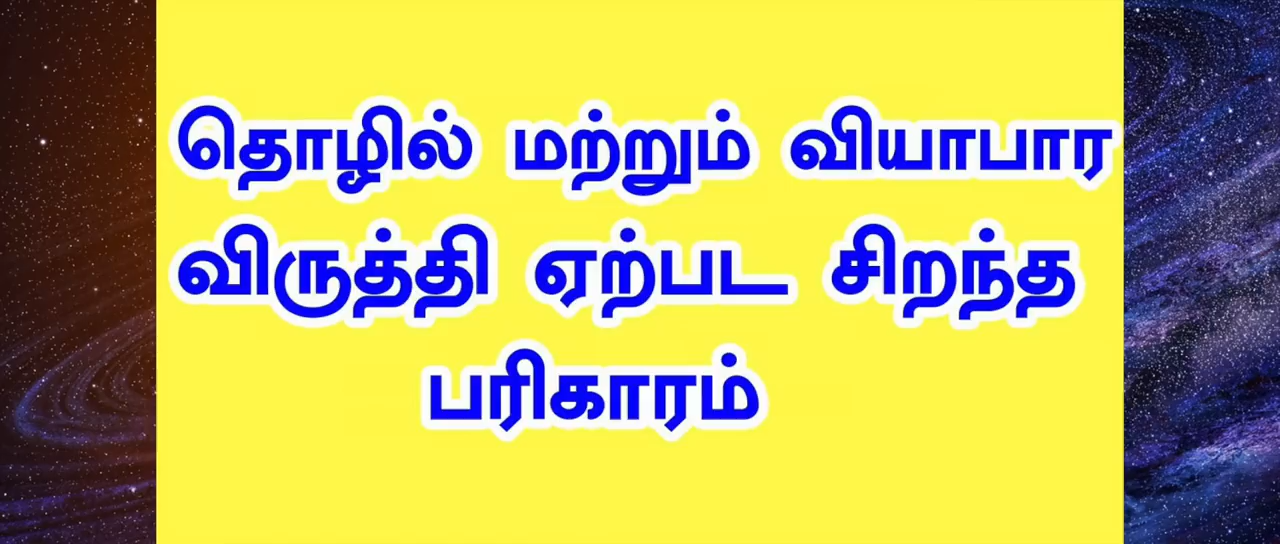 தொழில் மற்றும் வியாபார
விருத்தி ஏற்பட சிறந்த
பரிகாரம்